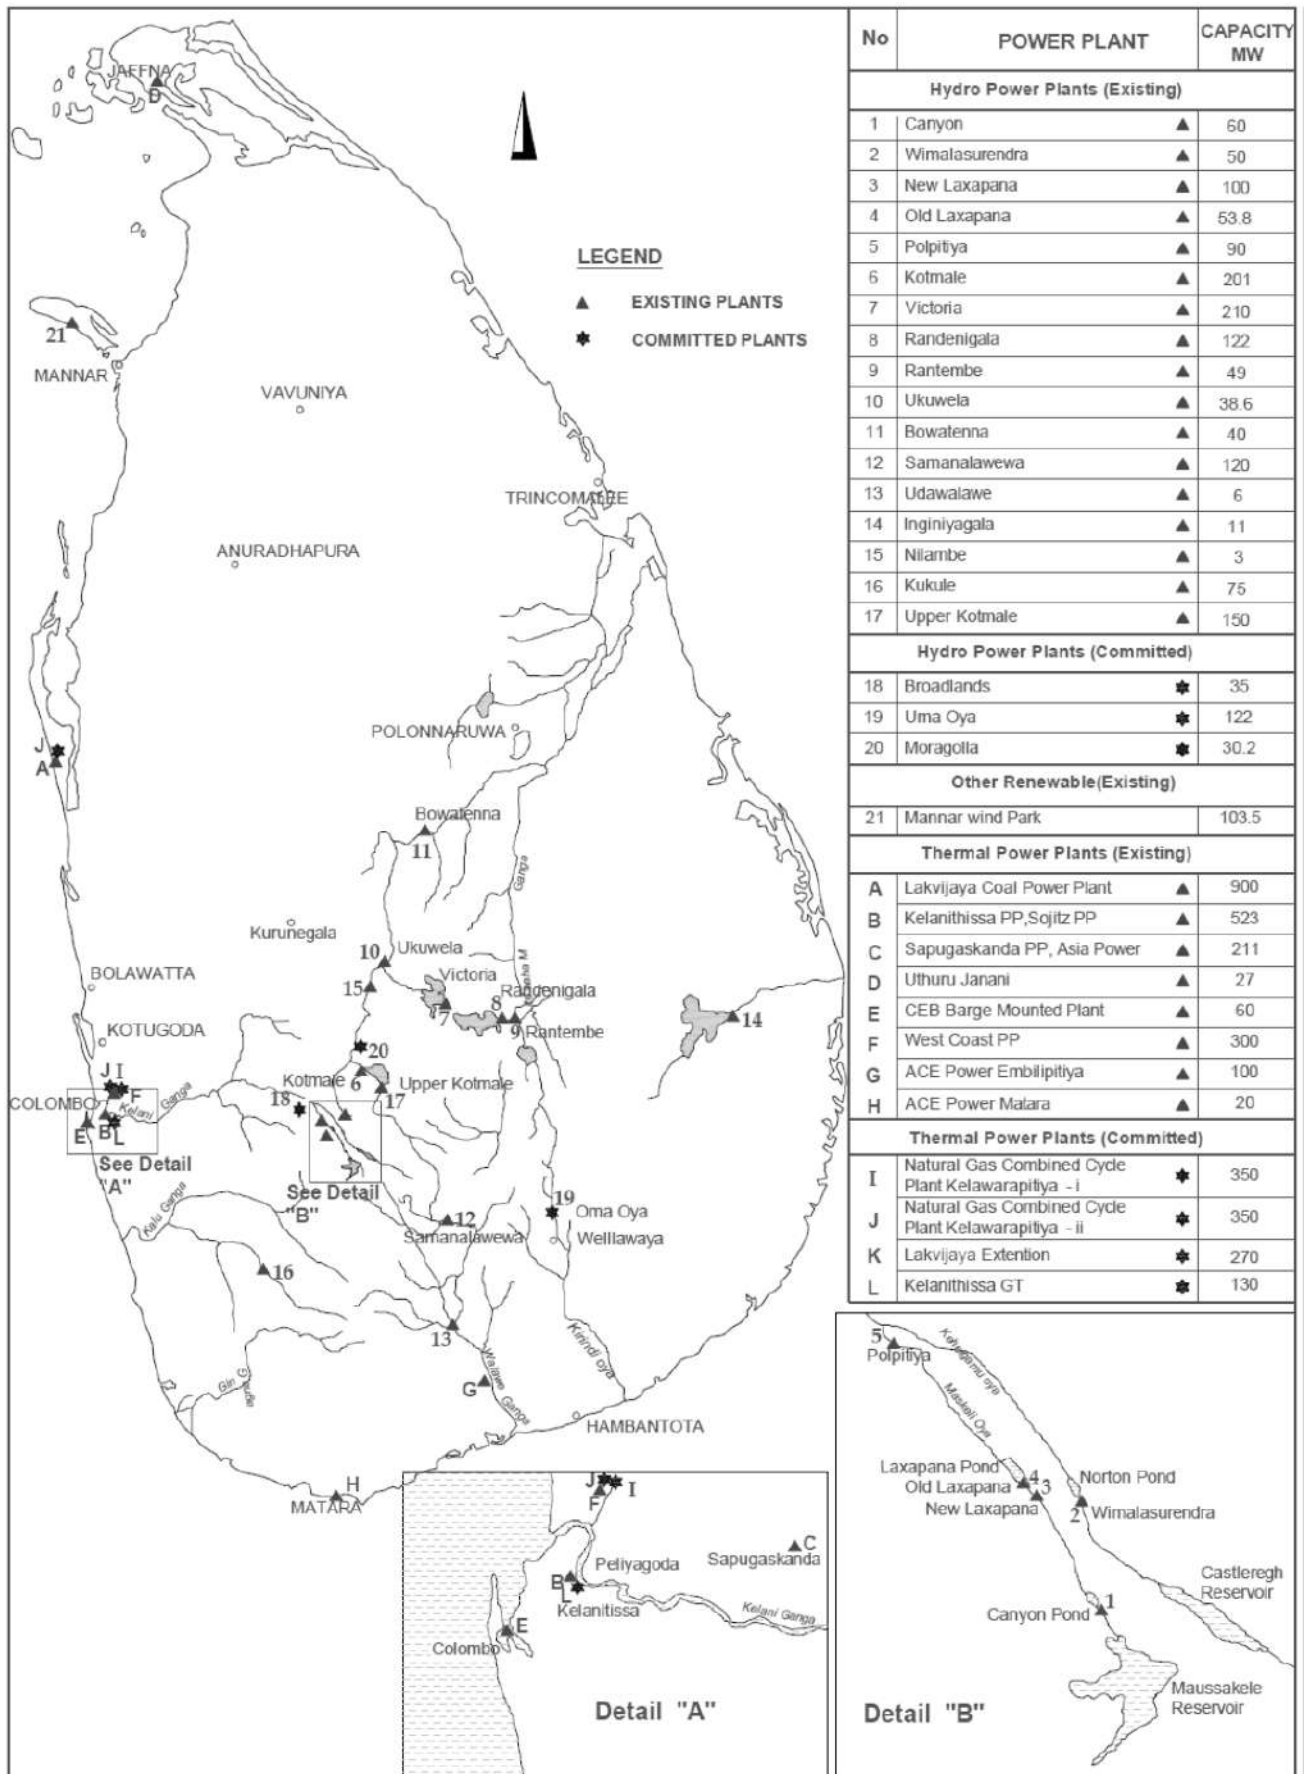 JAFFNA
D
21
MANNAR
VAVUNIYA
TRINCOMALEE
ANURADHAPURA
POLONNARUWA
J
A
Bowatenna
11
Ganga
Kurunegala
10
Ukuwela
BOLAWATTA
Victoria
15
8
Randenigala
7
9
Rantembe
14
KOTUGODA
20
J I
F
Kotmale
6
Upper Kotmale
17
COLOMBO
Kelani Ganga
18
E
B
L
See Detail
"A"
See Detail
"B"
Kalu Ganga
19
Oma Oya
12
Samanalawewa
Welllawaya
16
13
Kirindi oya
Walawe Ganga
G
Gin
HAMBANTOTA
H
MATARA
LEGEND
EXISTING PLANTS
COMMITTED PLANTS
No POWER PLANT CAPACITY MW
Hydro Power Plants (Existing)
1 Canyon 60
2 Wimalasurendra 50
3 New Laxapana 100
4 Old Laxapana 53.8
5 Polpitiya 90
6 Kotmale 201
7 Victoria 210
8 Randenigala 122
9 Rantembe 49
10 Ukuwela 38.6
11 Bowatenna 40
12 Samanalawewa 120
13 Udawalawe 6
14 Inginiyagala 11
15 Nilambe 3
16 Kukule 75
17 Upper Kotmale 150
Hydro Power Plants (Committed)
18 Broadlands 35
19 Uma Oya 122
20 Moragolla 30.2
Other Renewable(Existing)
21 Mannar wind Park 103.5
Thermal Power Plants (Existing)
A Lakvijaya Coal Power Plant 900
B Kelanithissa PP,Sojitz PP 523
C Sapugaskanda PP, Asia Power 211
D Uthuru Janani 27
E CEB Barge Mounted Plant 60
F West Coast PP 300
G ACE Power Embilipitiya 100
H ACE Power Matara 20
Thermal Power Plants (Committed)
I Natural Gas Combined Cycle
Plant Kelawarapitiya - i 350
J Natural Gas Combined Cycle
Plant Kelawarapitiya - ii 350
K Lakvijaya Extention 270
L Kelanithissa GT 130
J
F
I
C
Sapugaskanda
Peliyagoda
B
L
Kelanitissa
Kelani Ganga
E
Colombo
Detail "A"
5
Polpitiya
Maskeli Oya
Laxapana Pond
4
Old Laxapana
3
New Laxapana
Norton Pond
2
Wimalasurendra
Castleregh
Reservoir
1
Canyon Pond
Maussakele
Reservoir
Detail "B"